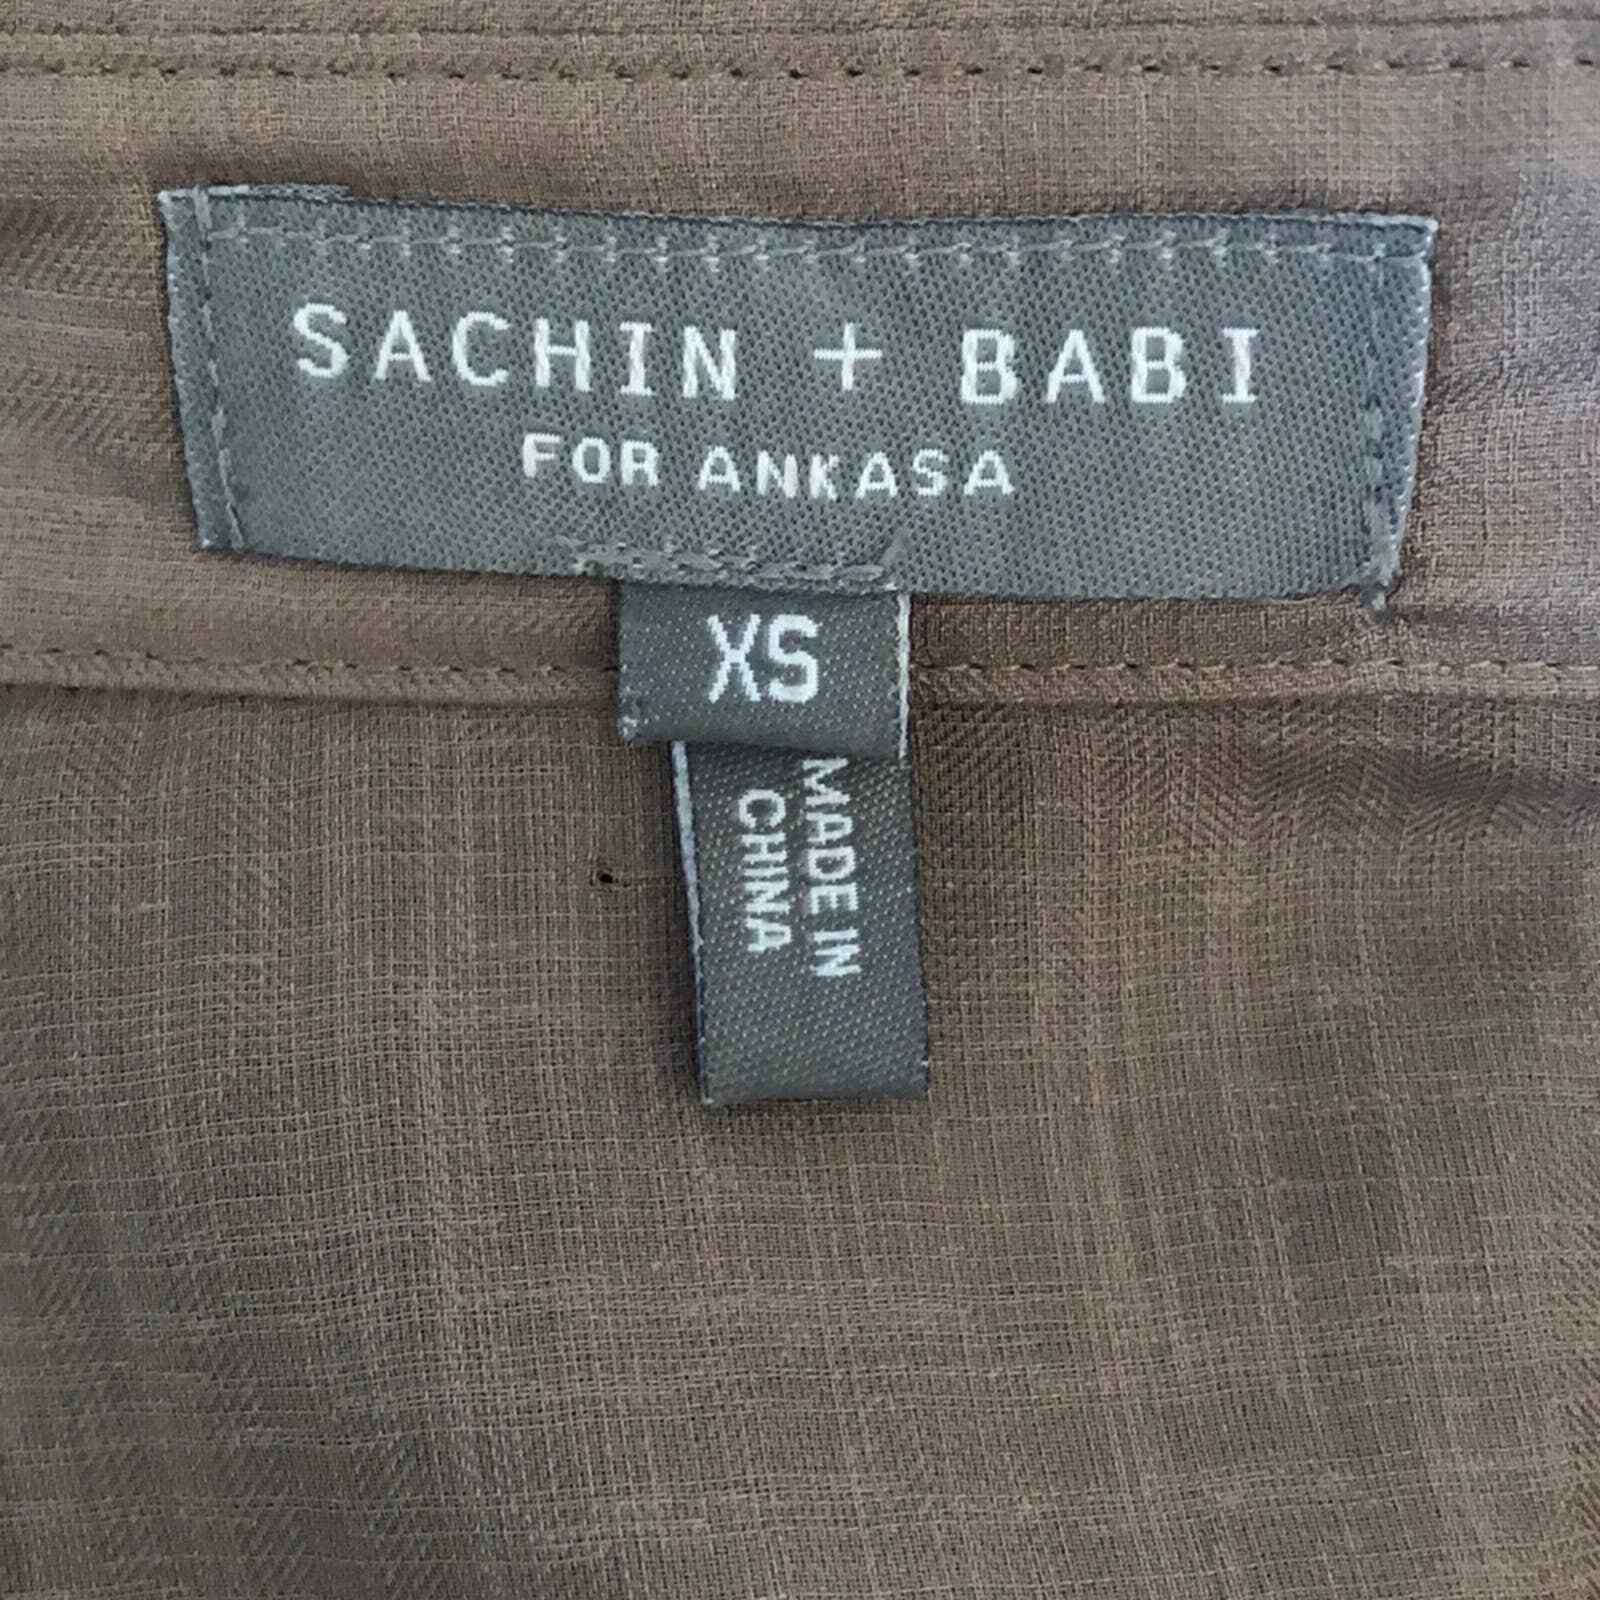 SACHIN + BABI
FOR ANKASA
XS
MADE IN
CHINA